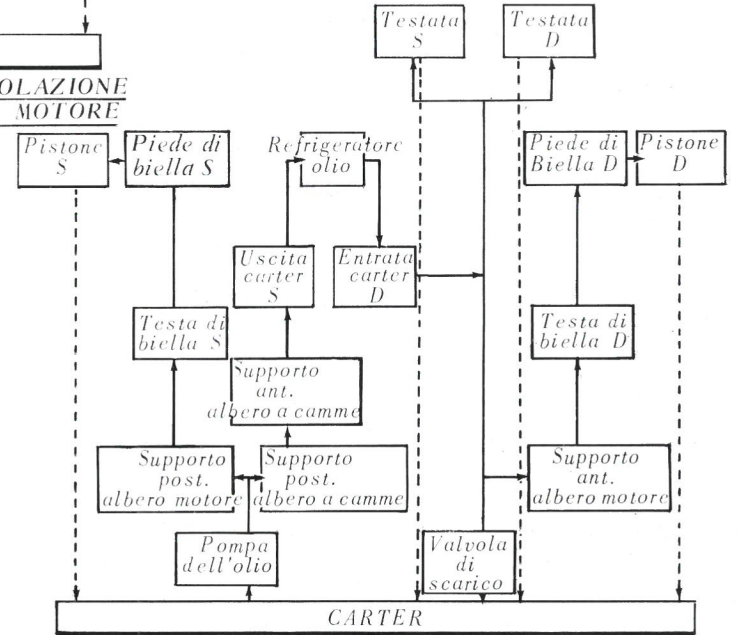 Testata
S
Testata
D
OLAZIONE
MOTORE
Pistone
S
Piede di
biella S
Refrigeratore
olio
Piede di
Biella D
Pistone
D
Uscita
carter
S
Entrata
carter
D
Testa di
biella S
Testa di
biella D
Supporto
ant.
albero a camme
Supporto
post.
albero motore
Supporto
post.
albero a camme
Supporto
ant.
albero motore
Pompa
dell'olio
Valvola
di
scarico
CARTER